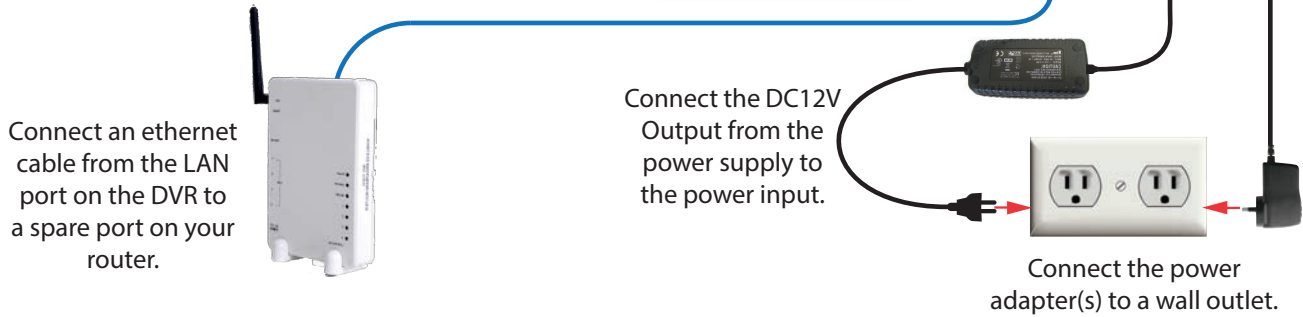 Connect an ethernet
cable from the LAN
port on the DVR to
a spare port on your
router.
Connect the DC12V
Output from the
power supply to
the power input.
Connect the power
adapter(s) to a wall outlet.